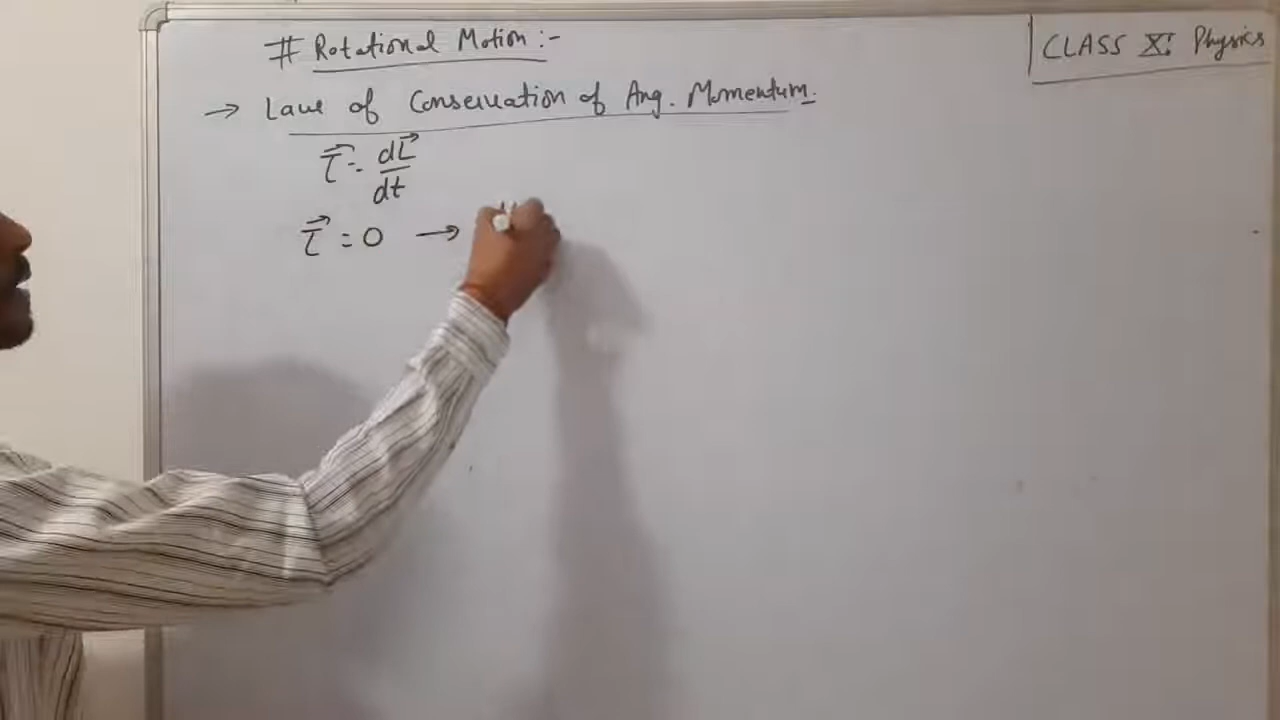 # Rotational Motion :-
CLASS XI Physics
→ Law of Conservation of Ang. Momentum.
τ⃗ = dL⃗/dt
τ⃗ = 0 →